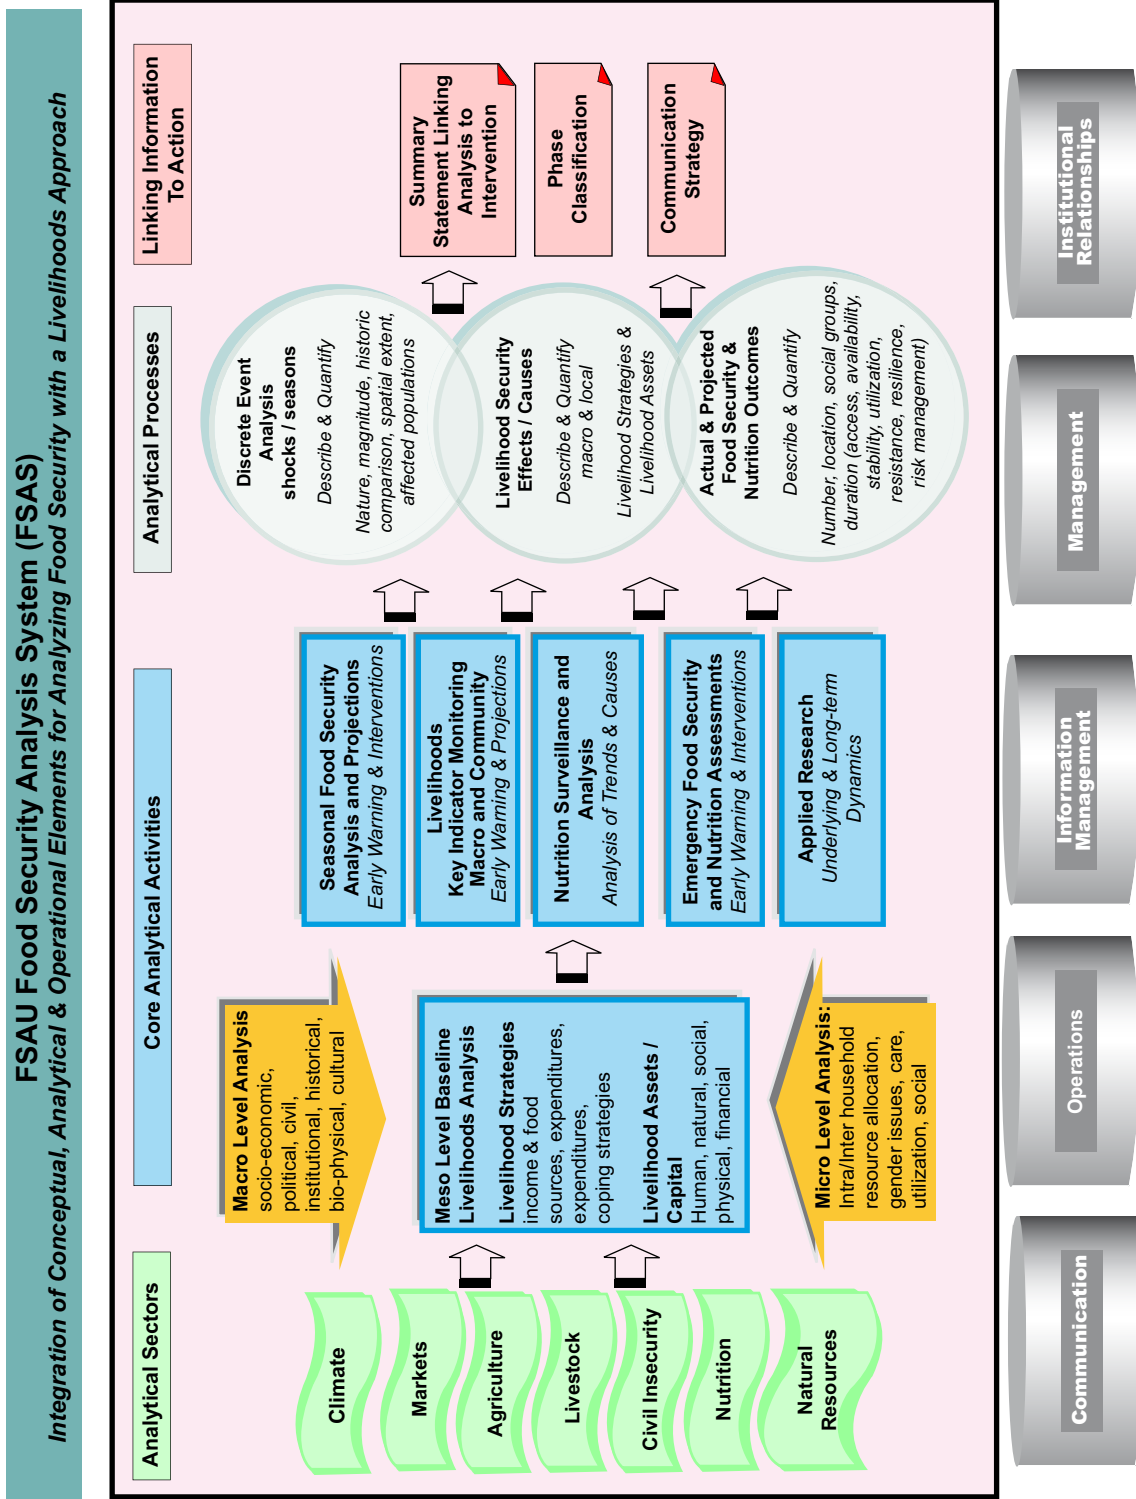 FSAU Food Security Analysis System (FSAS)
Integration of Conceptual, Analytical & Operational Elements for Analyzing Food Security with a Livelihoods Approach
Analytical Sectors
Core Analytical Activities
Analytical Processes
Linking Information
To Action
Climate
Markets
Agriculture
Livestock
Civil Insecurity
Nutrition
Natural
Resources
Macro Level Analysis
socio-economic,
political, civil,
institutional, historical,
bio-physical, cultural
Meso Level Baseline
Livelihoods Analysis
Livelihood Strategies
income & food
sources, expenditures,
expenditures,
coping strategies
Livelihood Assets /
Capital
Human, natural, social,
physical, financial
Micro Level Analysis:
Intra/Inter household
resource allocation,
gender issues, care,
utilization, social
Seasonal Food Security
Analysis and Projections
Early Warning & Interventions
Livelihoods
Key Indicator Monitoring
Macro and Community
Early Warning & Projections
Nutrition Surveillance and
Analysis
Analysis of Trends & Causes
Emergency Food Security
and Nutrition Assessments
Early Warning & Interventions
Applied Research
Underlying & Long-term
Dynamics
Discrete Event
Analysis
shocks / seasons
Describe & Quantify
Nature, magnitude, historic
comparison, spatial extent,
affected populations
Livelihood Security
Effects / Causes
Describe & Quantify
macro & local
Livelihood Strategies &
Livelihood Assets
Actual & Projected
Food Security &
Nutrition Outcomes
Describe & Quantify
Number, location, social groups,
duration (access, availability,
stability, utilization,
resistance, resilience,
risk management)
Summary
Statement Linking
Analysis to
Intervention
Phase
Classification
Communication
Strategy
Communication
Operations
Information
Management
Management
Institutional
Relationships